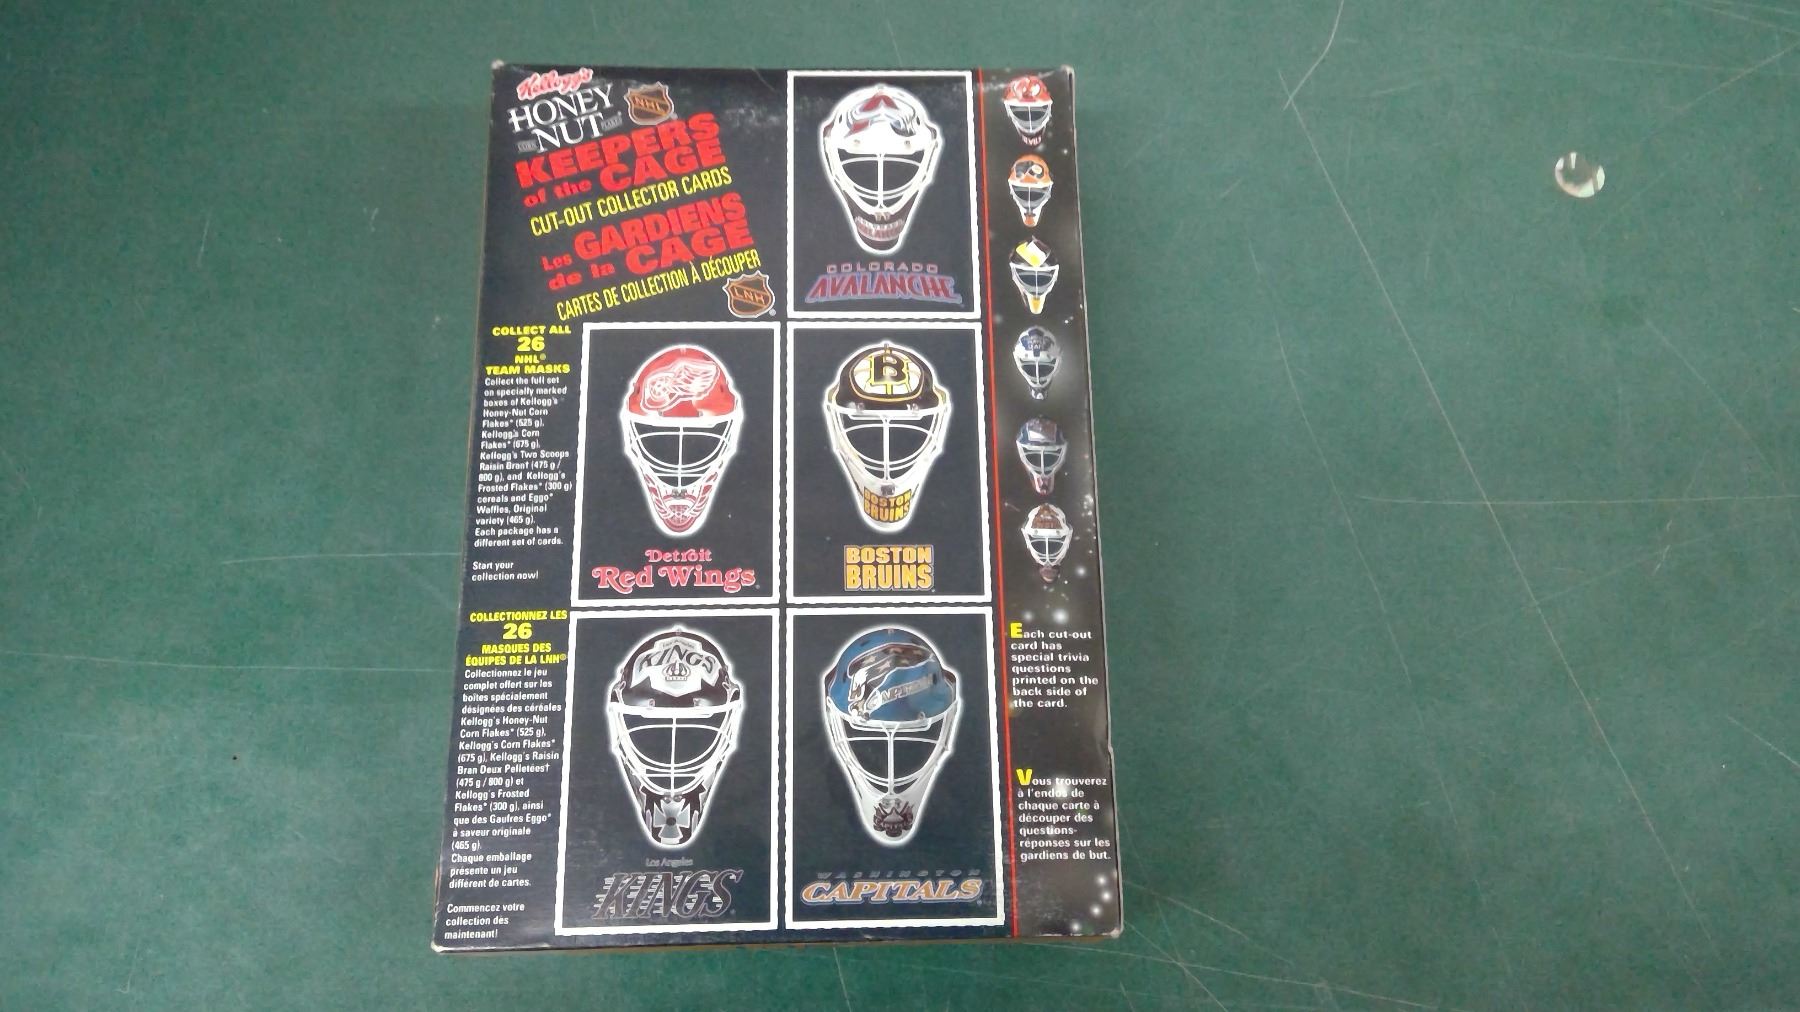 Kellogg's
HONEY
NUT
CORN FLAKES
NHL
KEEPERS
of the CAGE
CUT-OUT COLLECTOR CARDS
Les GARDIENS
de la CAGE
CARTES DE COLLECTION À DÉCOUPER
LNH
COLLECT ALL
26
NHL®
TEAM MASKS
Collect the full set
on specially marked
boxes of Kellogg's
Honey-Nut Corn
Flakes* (525 g),
Kellogg's Corn
Flakes* (675 g),
Kellogg's Two Scoops
Raisin Bran† (475 g /
800 g), and Kellogg's
Frosted Flakes* (300 g)
cereals and Eggo*
Waffles, Original
variety (465 g).
Each package has a
different set of cards.
Start your
collection now!
COLLECTIONNEZ LES
26
MASQUES DES
ÉQUIPES DE LA LNH®
Collectionnez le jeu
complet offert sur les
boîtes spécialement
désignées des céréales
Kellogg's Honey-Nut
Corn Flakes* (525 g),
Kellogg's Corn Flakes*
(675 g), Kellogg's Raisin
Bran Deux Pelletées†
(475 g / 800 g) et
Kellogg's Frosted
Flakes* (300 g), ainsi
que des Gaufres Eggo*
à saveur originale
(465 g).
Chaque emballage
présente un jeu
différent de cartes.
Commencez votre
collection dès
maintenant!
COLORADO
AVALANCHE
B
BOSTON
BRUINS
Detroit
Red Wings
BOSTON
BRUINS
KINGS
CAPITALS
Los Angeles
KINGS
WASHINGTON
CAPITALS
Each cut-out
card has
special trivia
questions
printed on the
back side of
the card.
Vous trouverez
à l'endos de
chaque carte à
découper des
questions-
réponses sur les
gardiens de but.